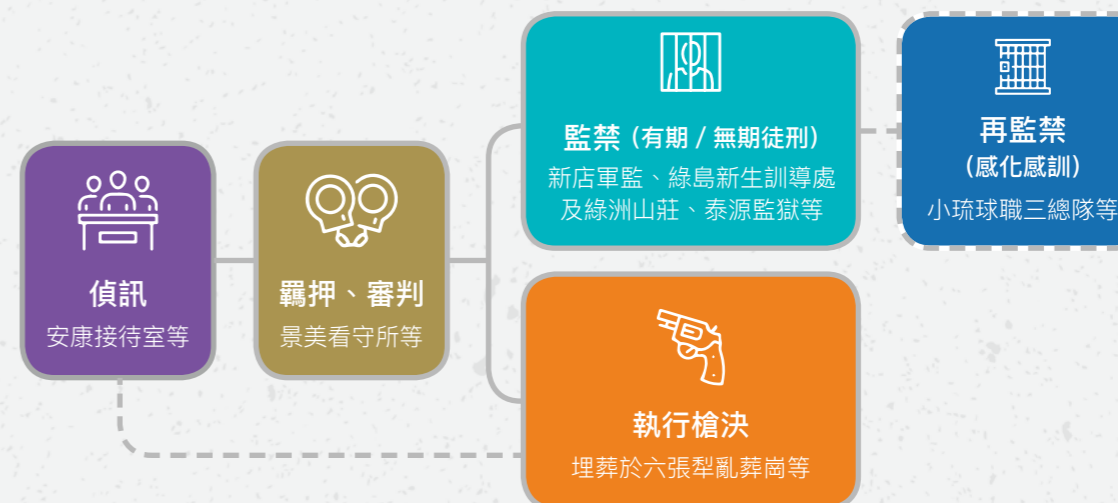 偵訊
安康接待室等
羈押、審判
景美看守所等
監禁（有期 / 無期徒刑）
新店軍監、綠島新生訓導處
及綠洲山莊、泰源監獄等
再監禁
（感化感訓）
小琉球職三總隊等
執行槍決
埋葬於六張犁亂葬崗等